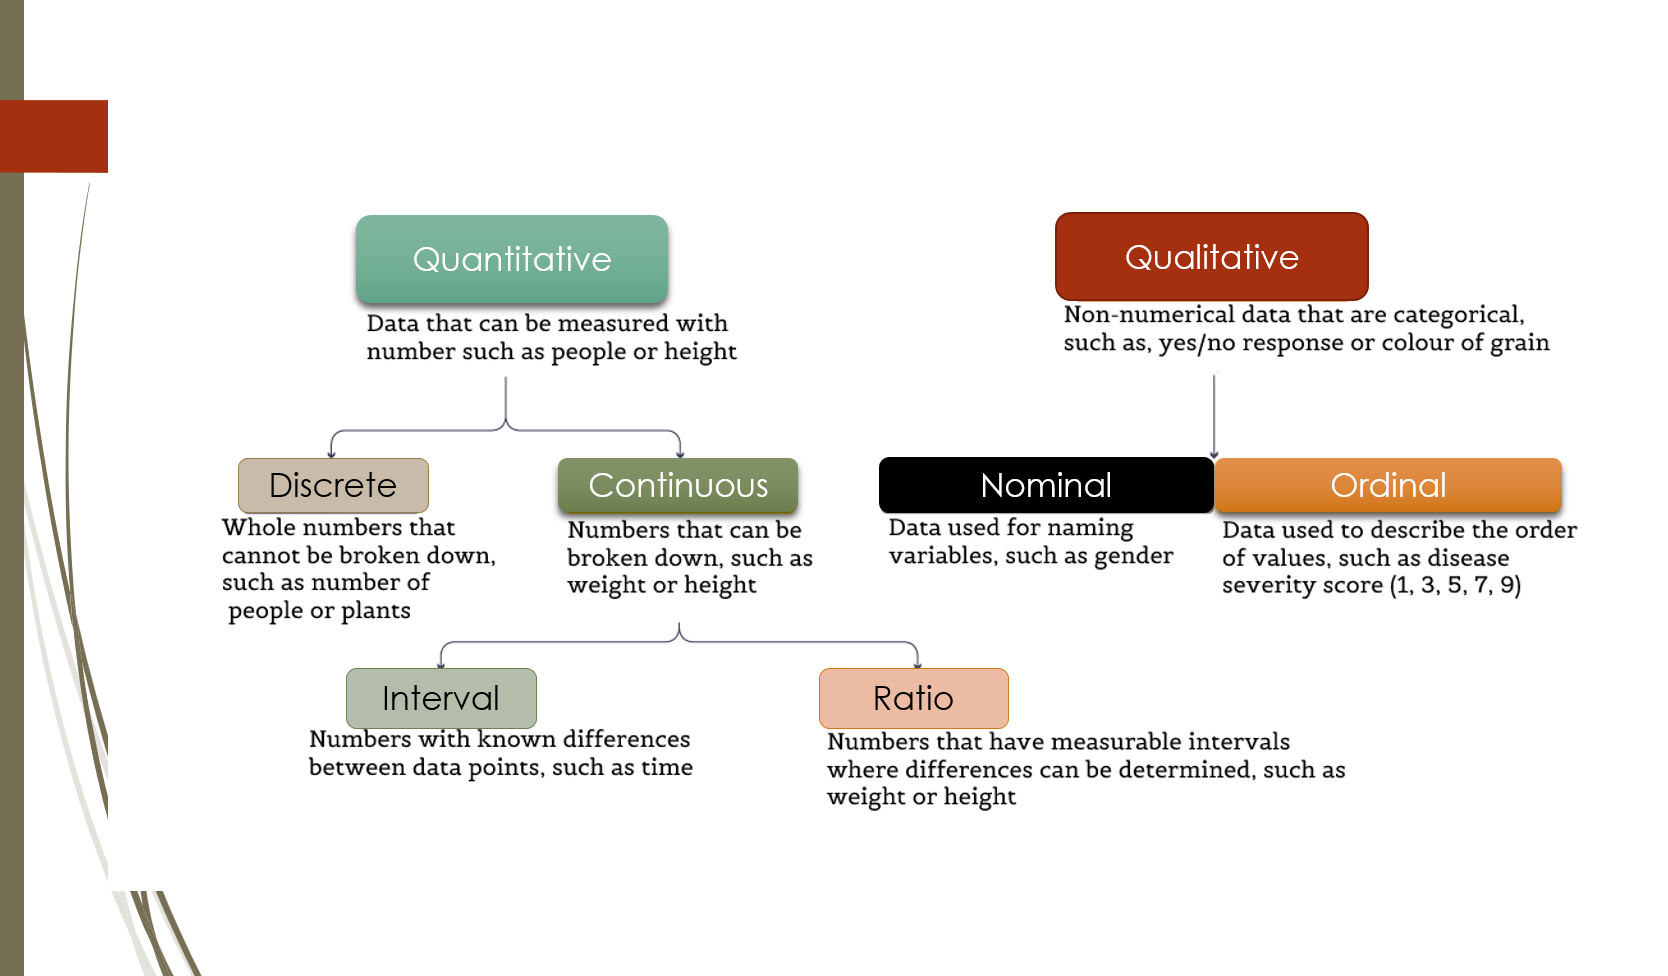 Quantitative
Data that can be measured with
number such as people or height
Qualitative
Non-numerical data that are categorical,
such as, yes/no response or colour of grain
Discrete
Whole numbers that
cannot be broken down,
such as number of
people or plants
Continuous
Numbers that can be
broken down, such as
weight or height
Nominal
Data used for naming
variables, such as gender
Ordinal
Data used to describe the order
of values, such as disease
severity score (1, 3, 5, 7, 9)
Interval
Numbers with known differences
between data points, such as time
Ratio
Numbers that have measurable intervals
where differences can be determined, such as
weight or height